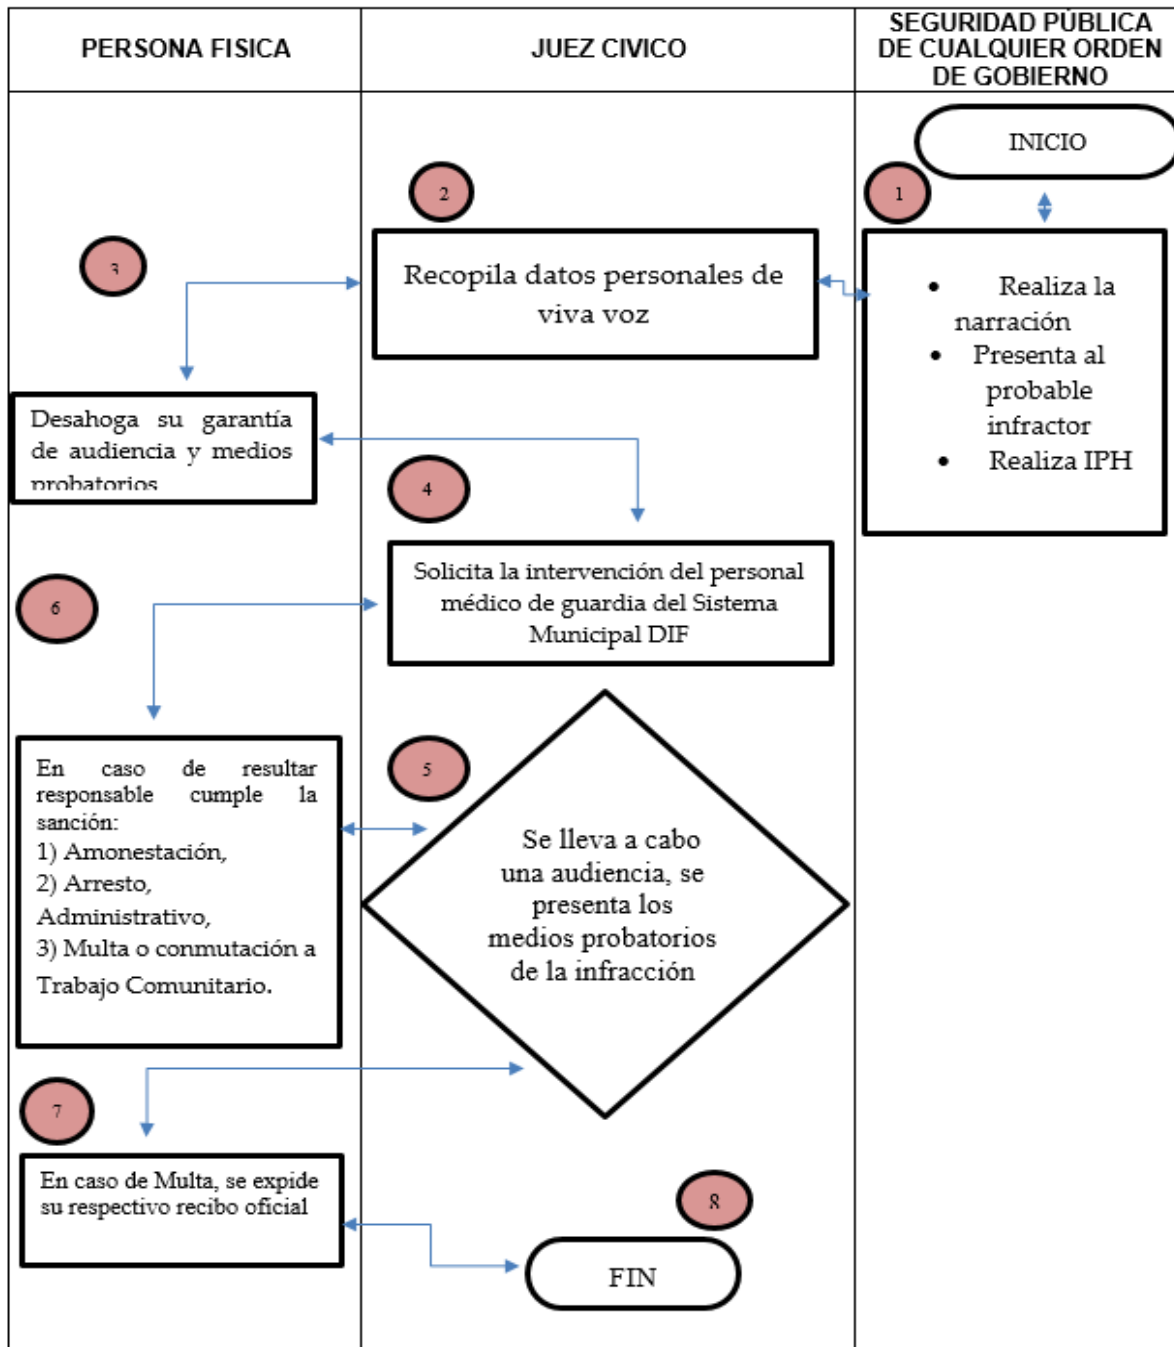 PERSONA FISICA
JUEZ CIVICO
SEGURIDAD PÚBLICA
DE CUALQUIER ORDEN
DE GOBIERNO
INICIO
1
2
Recopila datos personales de
viva voz
• Realiza la
narración
• Presenta al
probable
infractor
• Realiza IPH
3
Desahoga su garantía
de audiencia y medios
probatorios
4
Solicita la intervención del personal
médico de guardia del Sistema
Municipal DIF
6
En caso de resultar
responsable cumple la
sanción:
1) Amonestación,
2) Arresto,
Administrativo,
3) Multa o conmutación a
Trabajo Comunitario.
5
Se lleva a cabo
una audiencia, se
presenta los
medios probatorios
de la infracción
7
En caso de Multa, se expide
su respectivo recibo oficial
8
FIN